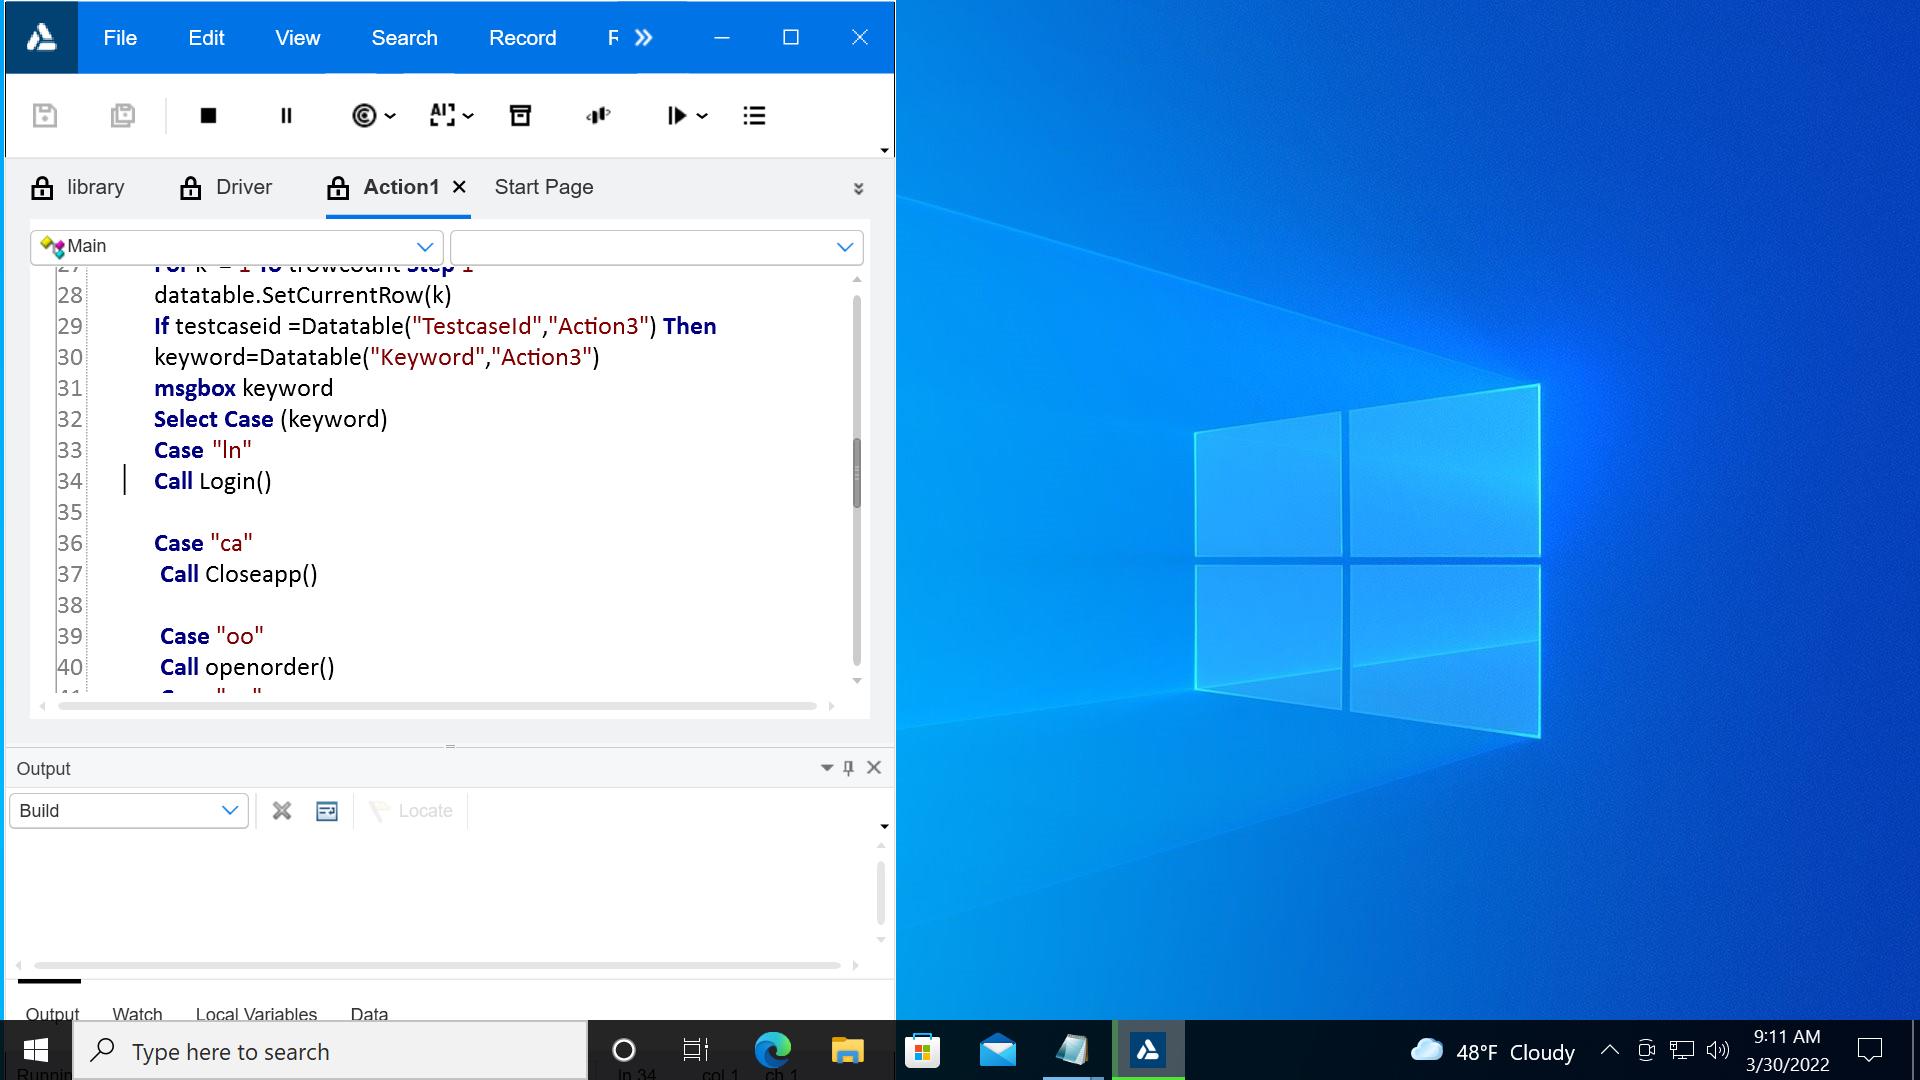 File Edit View Search Record
library Driver Action1 Start Page
Main
27 For k = 1 To trowcount Step 1
28 datatable.SetCurrentRow(k)
29 If testcaseid =Datatable("TestcaseId","Action3") Then
30 keyword=Datatable("Keyword","Action3")
31 msgbox keyword
32 Select Case (keyword)
33 Case "ln"
34 Call Login()
35
36 Case "ca"
37 Call Closeapp()
38
39 Case "oo"
40 Call openorder()
41 Case
Output
Build Locate
Output Watch Local Variables Data
Type here to search
48°F Cloudy
9:11 AM
3/30/2022
ln 34 col 1 ch 1